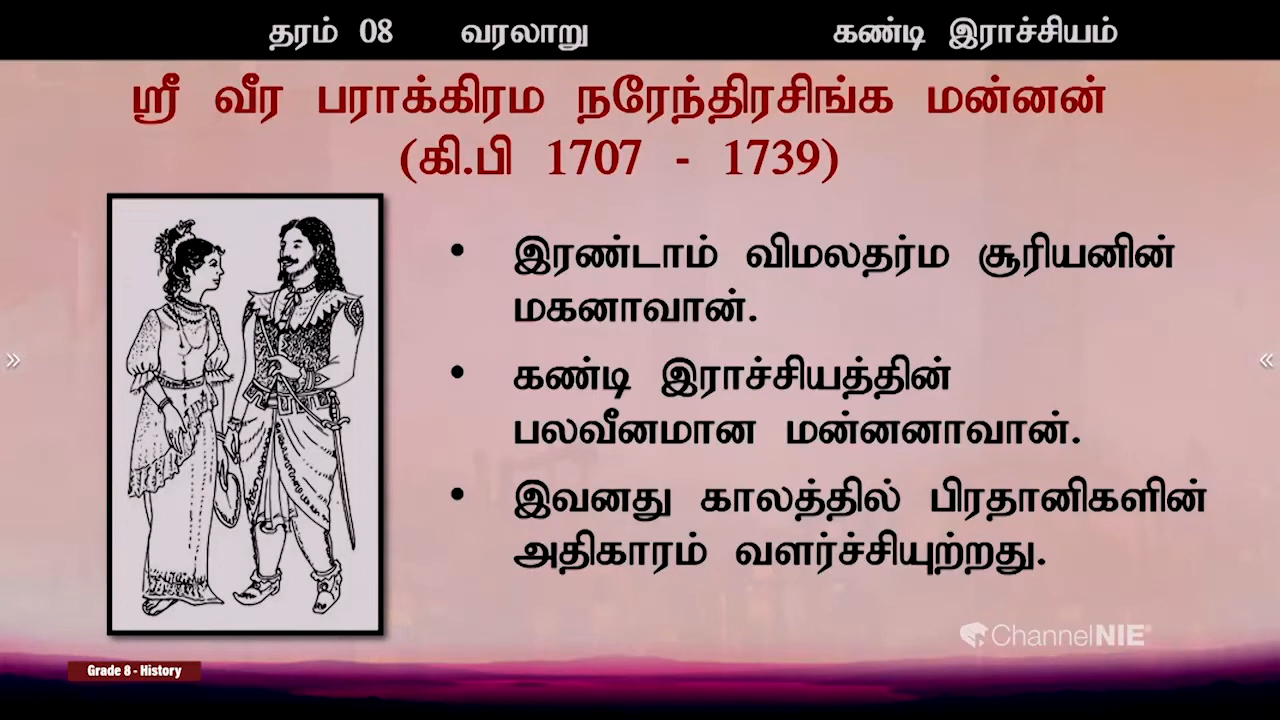 தரம் 08 வரலாறு கண்டி இராச்சியம்
ஸ்ரீ வீர பராக்கிரம நரேந்திரசிங்க மன்னன்
(கி.பி 1707 - 1739)
• இரண்டாம் விமலதர்ம சூரியனின்
மகனாவான்.
• கண்டி இராச்சியத்தின்
பலவீனமான மன்னனாவான்.
• இவனது காலத்தில் பிரதானிகளின்
அதிகாரம் வளர்ச்சியுற்றது.
ChannelNIE
Grade 8 - History